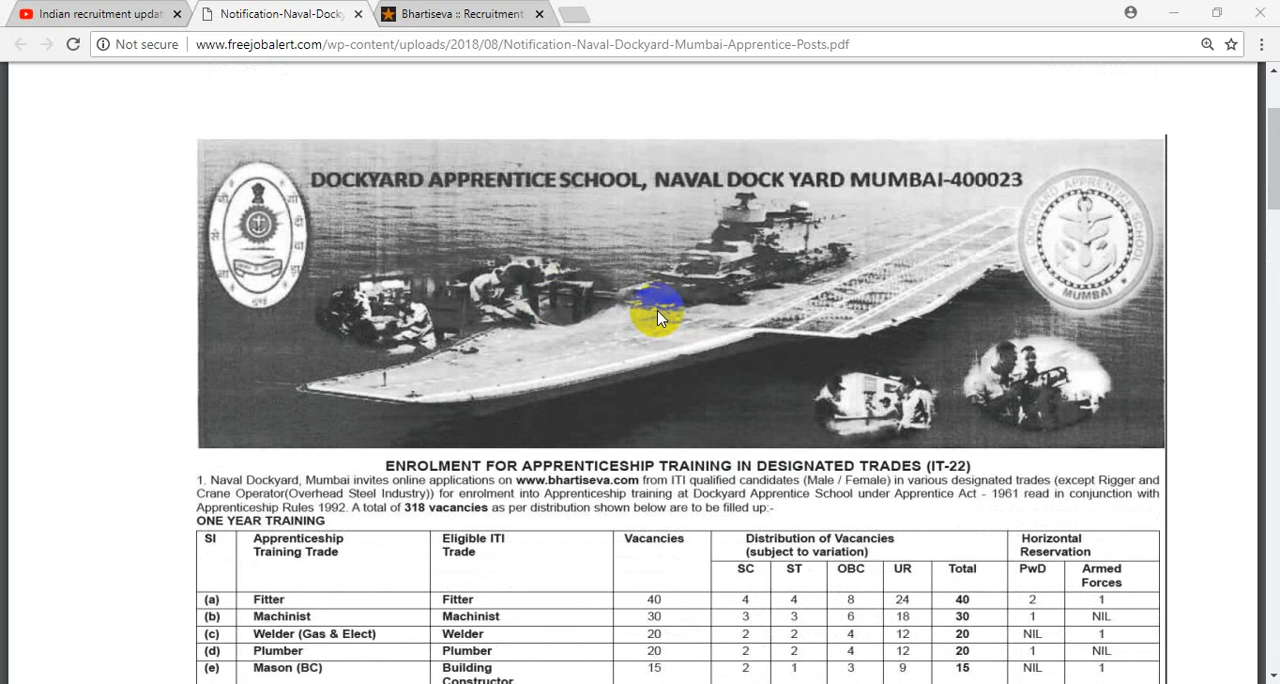 Indian recruitment updat
Notification-Naval-Docky
Bhartiseva :: Recruitment
Not secure
www.freejobalert.com/wp-content/uploads/2018/08/Notification-Naval-Dockyard-Mumbai-Apprentice-Posts.pdf
DOCKYARD APPRENTICE SCHOOL, NAVAL DOCK YARD MUMBAI-400023
DOCKYARD APPRENTICE SCHOOL
MUMBAI
ENROLMENT FOR APPRENTICESHIP TRAINING IN DESIGNATED TRADES (IT-22)
1. Naval Dockyard, Mumbai invites online applications on www.bhartiseva.com from ITI qualified candidates (Male / Female) in various designated trades (except Rigger and
Crane Operator(Overhead Steel Industry)) for enrolment into Apprenticeship training at Dockyard Apprentice School under Apprentice Act - 1961 read in conjunction with
Apprenticeship Rules 1992. A total of 318 vacancies as per distribution shown below are to be filled up:-
ONE YEAR TRAINING
SI Apprenticeship Eligible ITI Vacancies Distribution of Vacancies Horizontal
Training Trade Trade (subject to variation) Reservation
SC ST OBC UR Total PwD Armed
Forces
(a) Fitter Fitter 40 4 4 8 24 40 2 1
(b) Machinist Machinist 30 3 3 6 18 30 1 NIL
(c) Welder (Gas & Elect) Welder 20 2 2 4 12 20 NIL 1
(d) Plumber Plumber 20 2 2 4 12 20 1 NIL
(e) Mason (BC) Building 15 2 1 3 9 15 NIL 1
Constructor